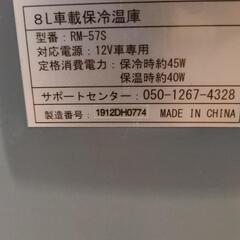 8L車載保冷温庫
型番：RM-57S
対応電源：12V車専用
定格消費電力：保冷時約45W
保温時約40W
サポートセンター：050-1267-4328
製造番号：1912DH0774 MADE IN CHINA